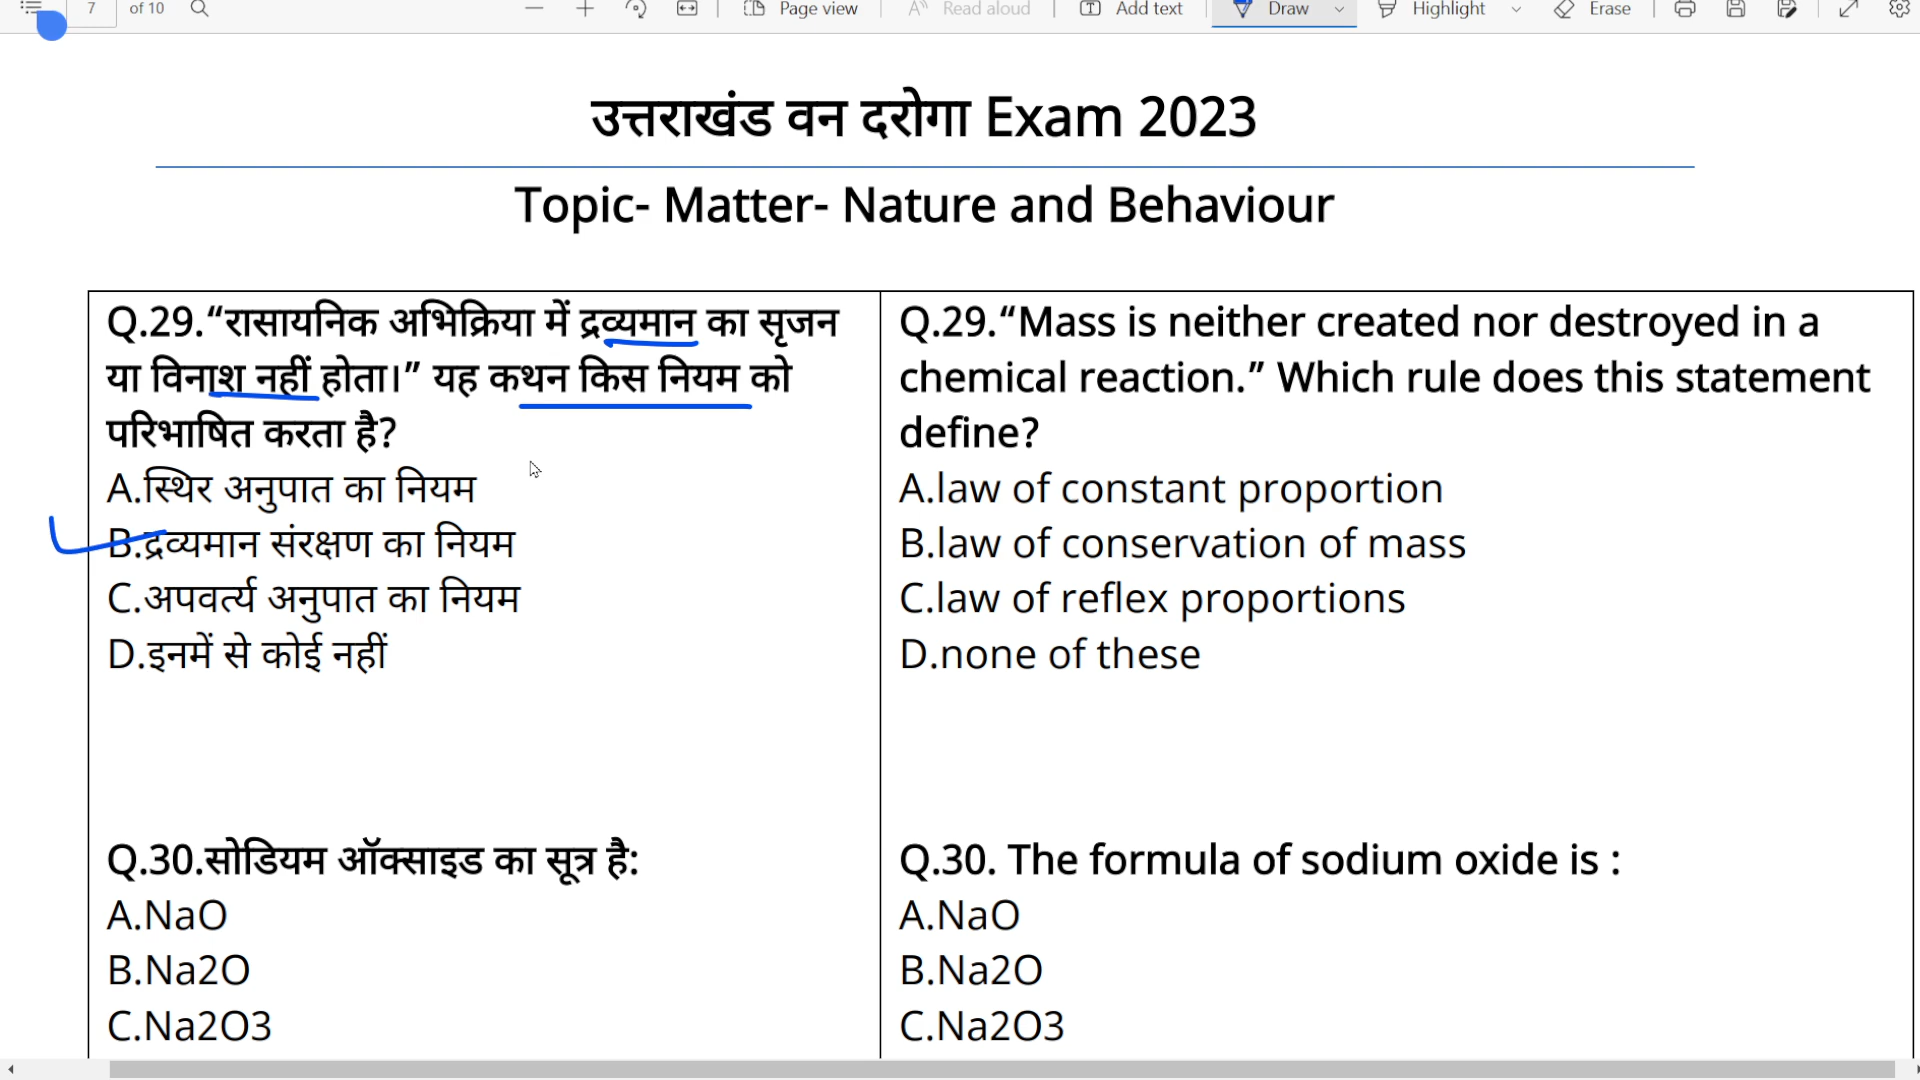 7 of 10 Page view Read aloud Add text Draw Highlight Erase
उत्तराखंड वन दरोगा Exam 2023
Topic- Matter- Nature and Behaviour
Q.29.“रासायनिक अभिक्रिया में द्रव्यमान का सृजन
या विनाश नहीं होता।” यह कथन किस नियम को
परिभाषित करता है?
A.स्थिर अनुपात का नियम
B.द्रव्यमान संरक्षण का नियम
C.अपवर्त्य अनुपात का नियम
D.इनमें से कोई नहीं
Q.30.सोडियम ऑक्साइड का सूत्र है:
A.NaO
B.Na2O
C.Na2O3
Q.29.“Mass is neither created nor destroyed in a
chemical reaction.” Which rule does this statement
define?
A.law of constant proportion
B.law of conservation of mass
C.law of reflex proportions
D.none of these
Q.30. The formula of sodium oxide is :
A.NaO
B.Na2O
C.Na2O3